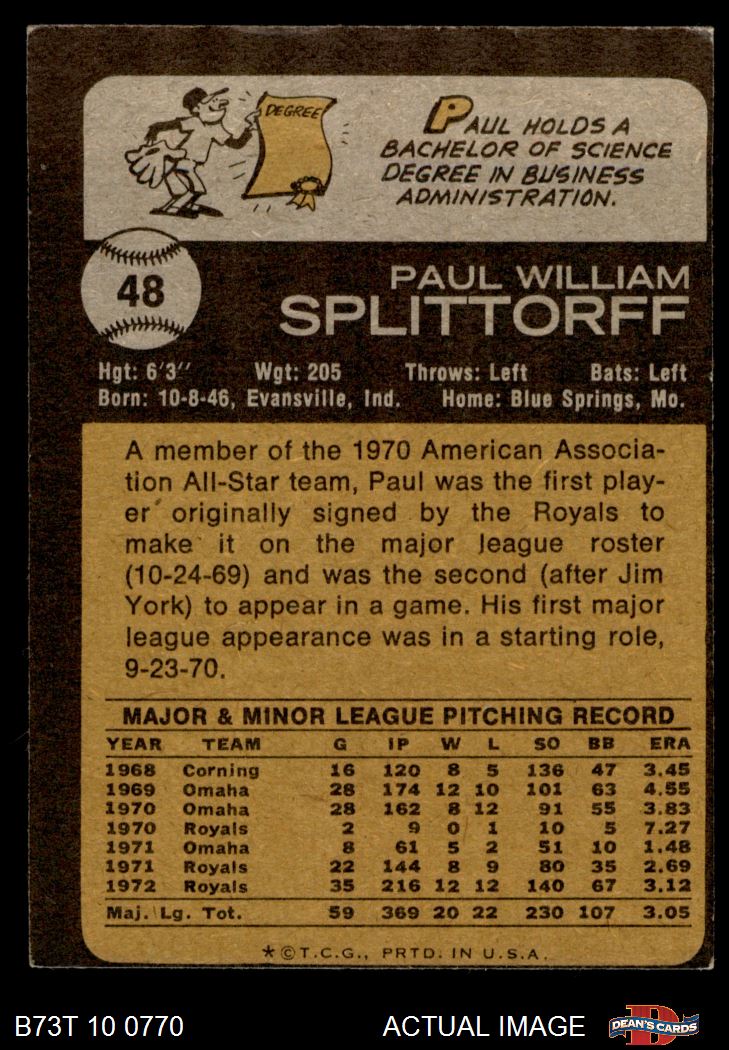 DEGREE
PAUL HOLDS A
BACHELOR OF SCIENCE
DEGREE IN BUSINESS
ADMINISTRATION.
48
PAUL WILLIAM
SPLITTORFF
Hgt: 6'3" Wgt: 205 Throws: Left Bats: Left
Born: 10-8-46, Evansville, Ind. Home: Blue Springs, Mo.
A member of the 1970 American Associa-
tion All-Star team, Paul was the first play-
er originally signed by the Royals to
make it on the major league roster
(10-24-69) and was the second (after Jim
York) to appear in a game. His first major
league appearance was in a starting role,
9-23-70.
MAJOR & MINOR LEAGUE PITCHING RECORD
YEAR TEAM G IP W L SO BB ERA
1968 Corning 16 120 8 5 136 47 3.45
1969 Omaha 28 174 12 10 101 63 4.55
1970 Omaha 28 162 8 12 91 55 3.83
1970 Royals 2 9 0 1 10 5 7.27
1971 Omaha 8 61 5 2 51 10 1.48
1971 Royals 22 144 8 9 80 35 2.69
1972 Royals 35 216 12 12 140 67 3.12
Maj. Lg. Tot. 59 369 20 22 230 107 3.05
*©T.C.G., PRTD. IN U.S.A.
B73T 10 0770 ACTUAL IMAGE
D
DEAN'S CARDS